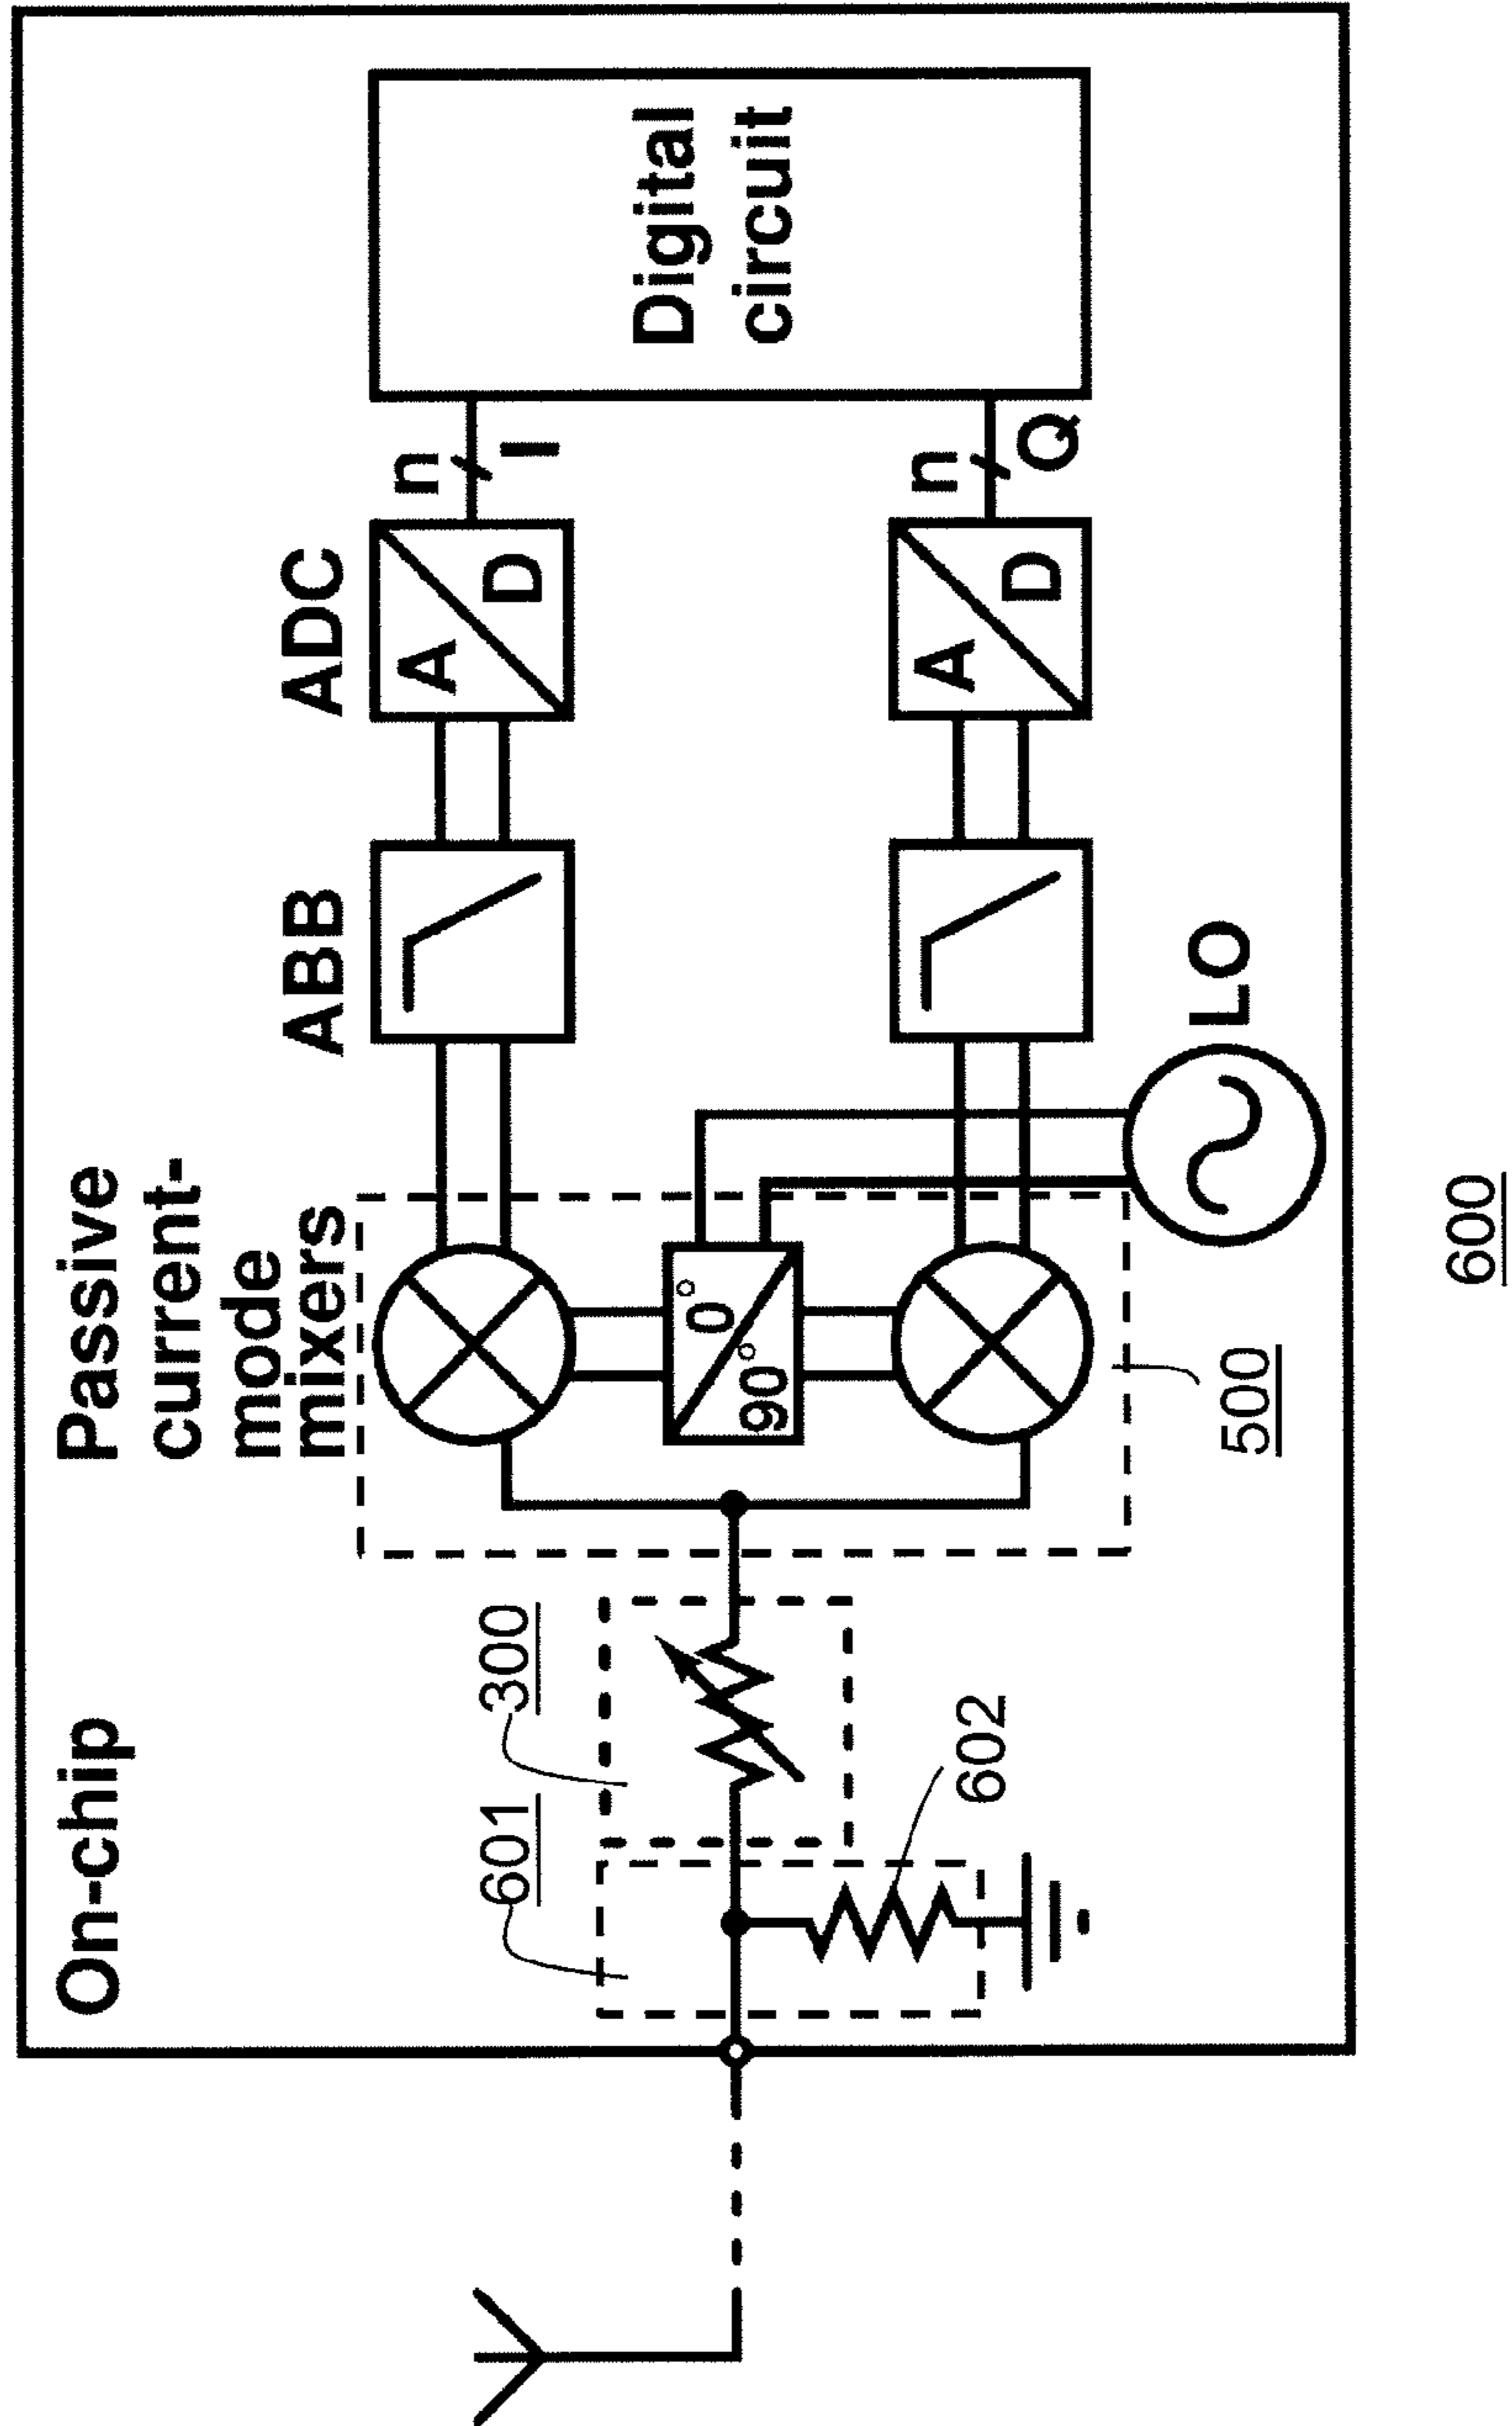 On-chip
Passive
current-
mode
mixers
ABB
ADC
601
300
602
0°
90°
A
D
n
I
Digital
circuit
A
D
n
Q
LO
500
600